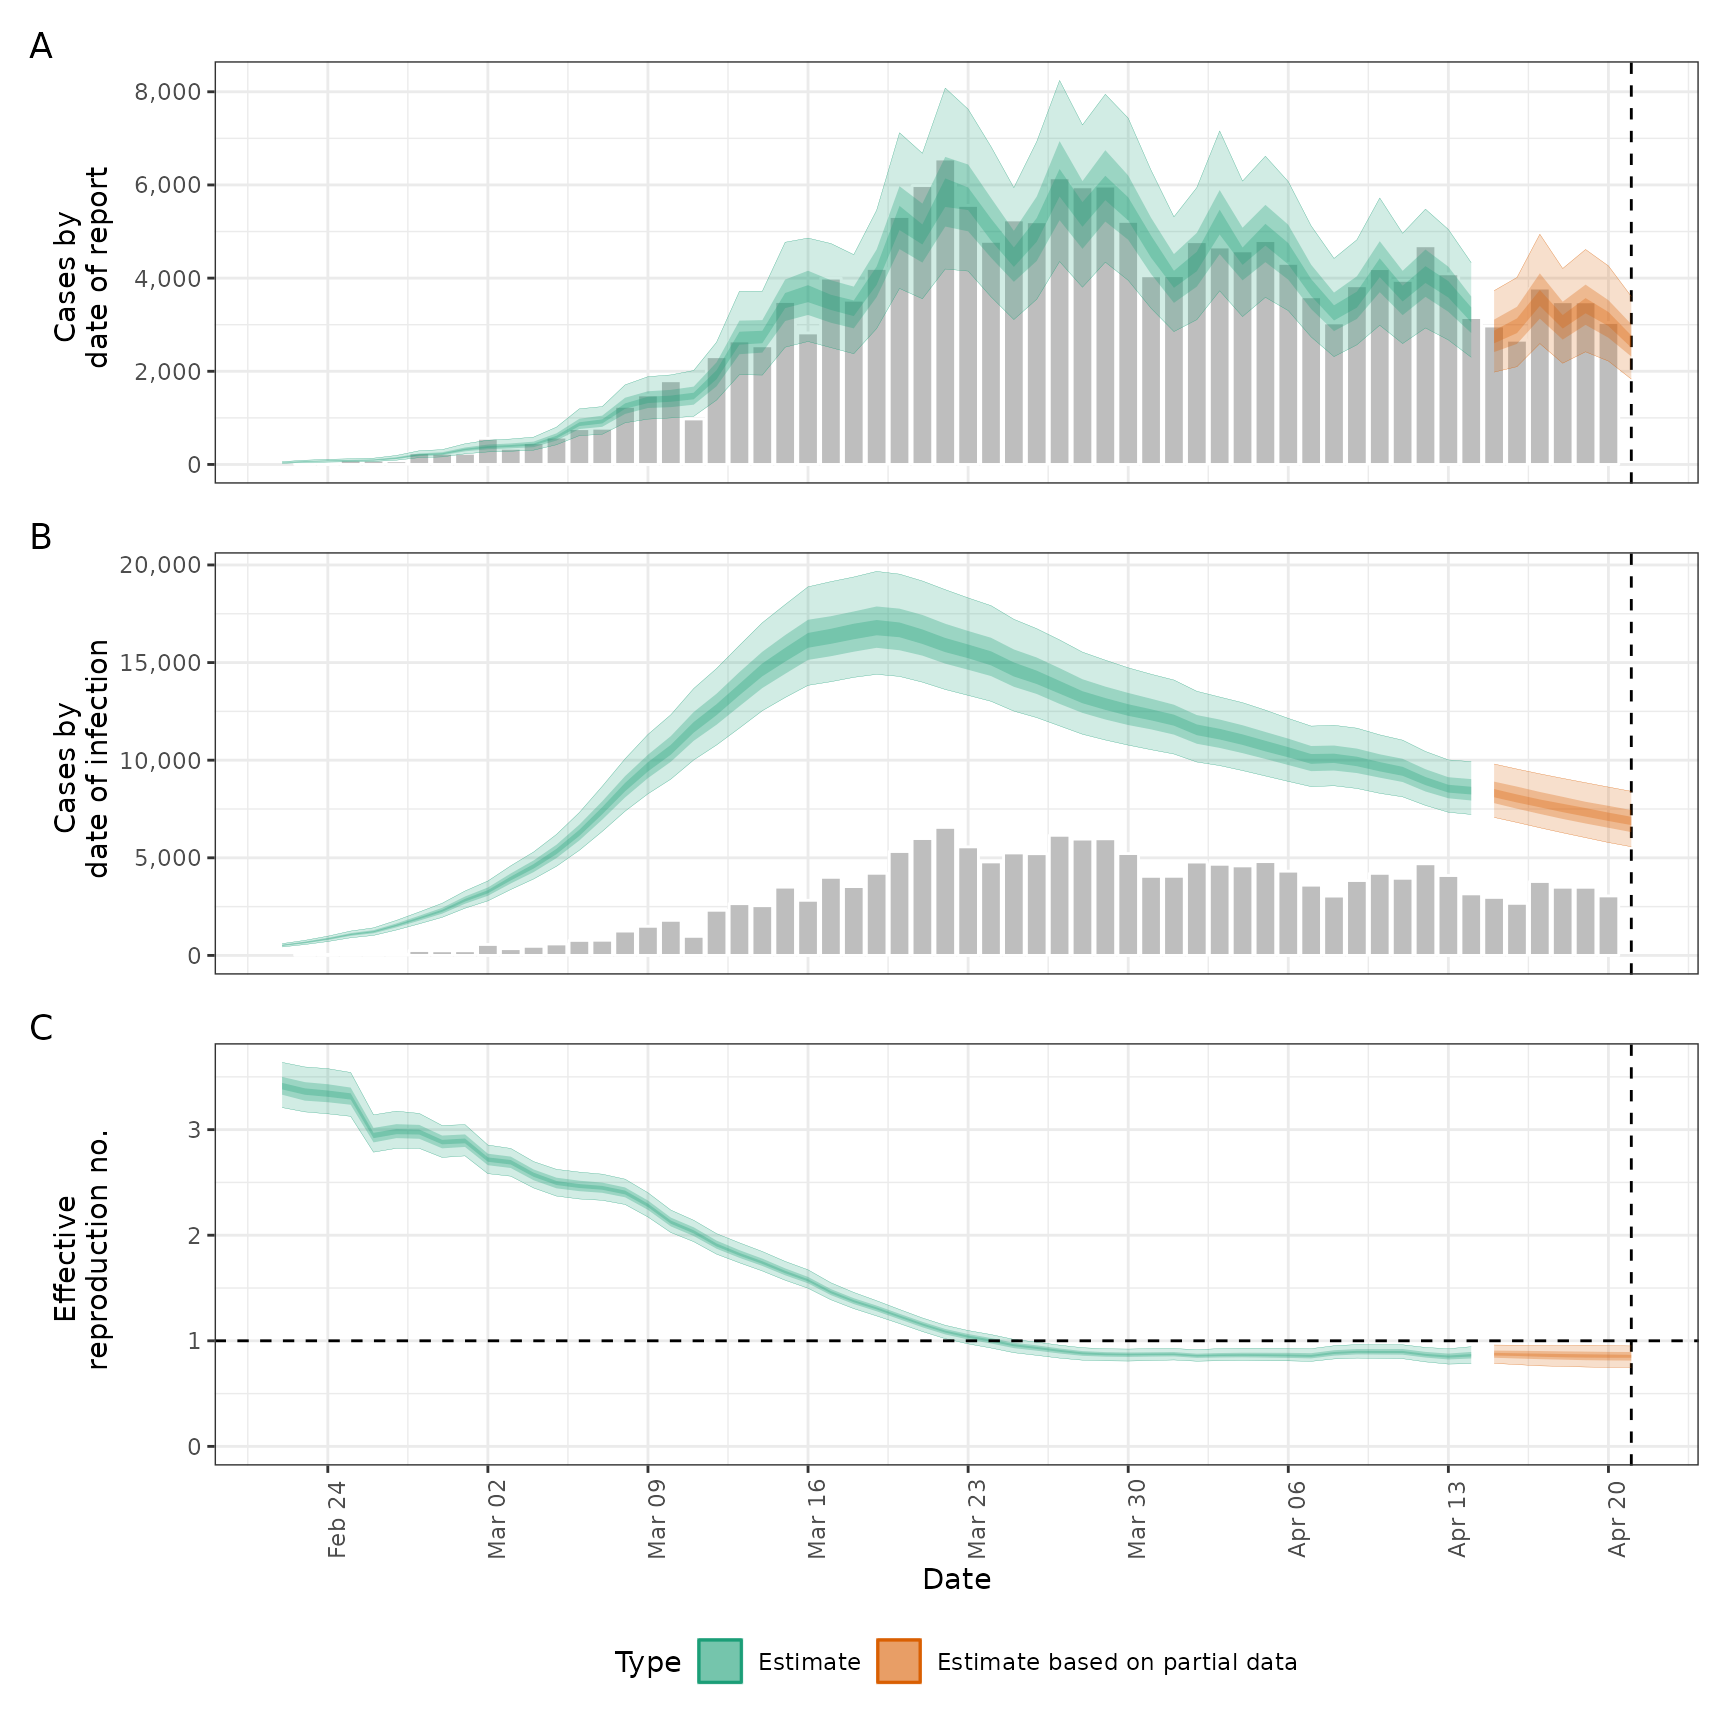 A
Cases by
date of report
8,000
6,000
4,000
2,000
0
B
Cases by
date of infection
20,000
15,000
10,000
5,000
0
C
Effective
reproduction no.
3
2
1
0
Feb 24
Mar 02
Mar 09
Mar 16
Mar 23
Mar 30
Apr 06
Apr 13
Apr 20
Date
Type
Estimate
Estimate based on partial data